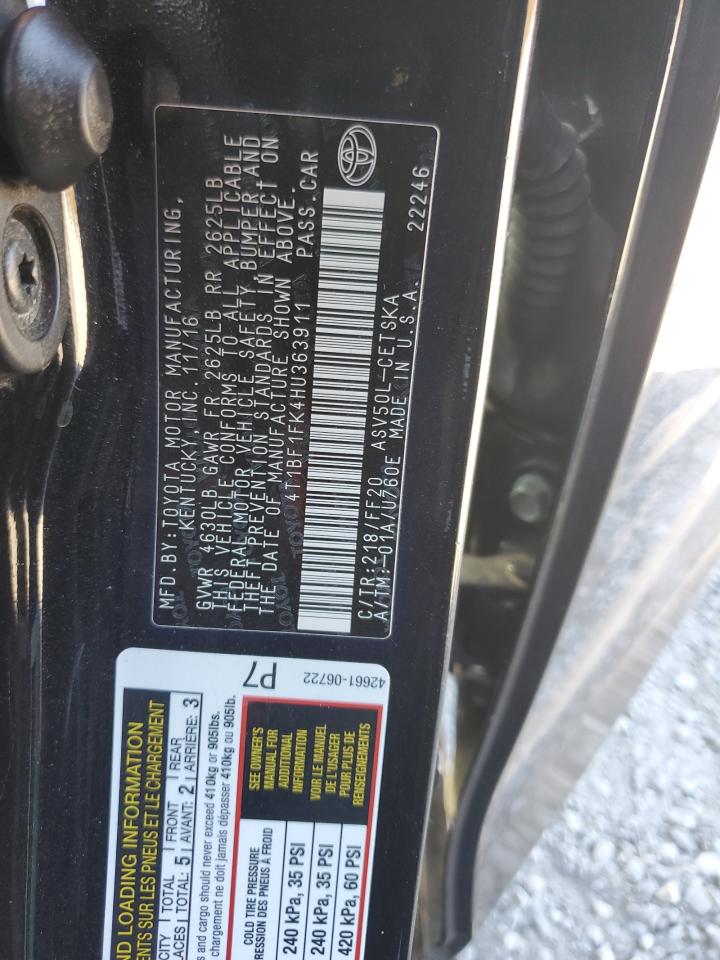 MFD. BY: TOYOTA MOTOR MANUFACTURING,
KENTUCKY, INC. 11/16
GVWR 4630LB GAWR FR 2625LB RR 2625LB
THIS VEHICLE CONFORMS TO ALL APPLICABLE
FEDERAL MOTOR VEHICLE SAFETY, BUMPER AND
THEFT PREVENTION STANDARDS IN EFFECT ON
THE DATE OF MANUFACTURE SHOWN ABOVE.
4T1BF1FK4HU363911 PASS. CAR
C/TR: 218/FF20 ASV50L-CETSKA
A/TM:-01A/U760E MADE IN U.S.A. 22246
ND LOADING INFORMATION
ENTS SUR LES PNEUS ET LE CHARGEMENT
CITY TOTAL FRONT REAR
PLACES TOTAL: 5 AVANT: 2 ARRIÈRE: 3
s and cargo should never exceed 410kg or 905lbs.
chargement ne doit jamais dépasser 410kg ou 905lb.
P7
42661-06722
COLD TIRE PRESSURE
RESSION DES PNEUS À FROID
240 kPa, 35 PSI
240 kPa, 35 PSI
420 kPa, 60 PSI
SEE OWNER'S
MANUAL FOR
ADDITIONAL
INFORMATION
VOIR LE MANUEL
DE L'USAGER
POUR PLUS DE
RENSEIGNEMENTS